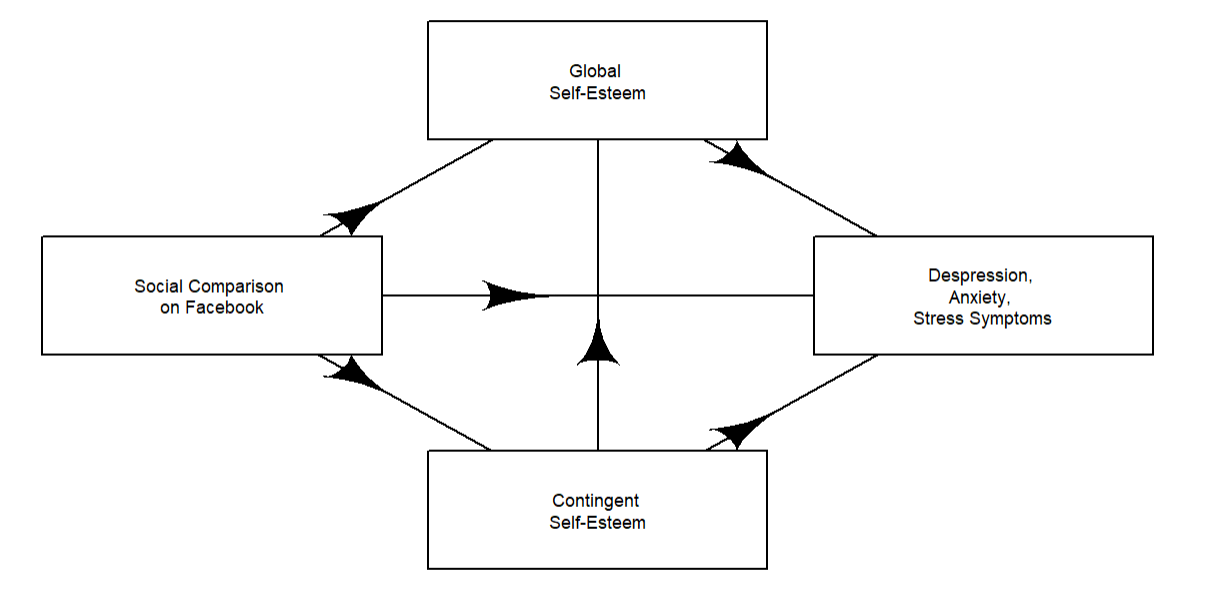 Global
Self-Esteem
Social Comparison
on Facebook
Despression,
Anxiety,
Stress Symptoms
Contingent
Self-Esteem